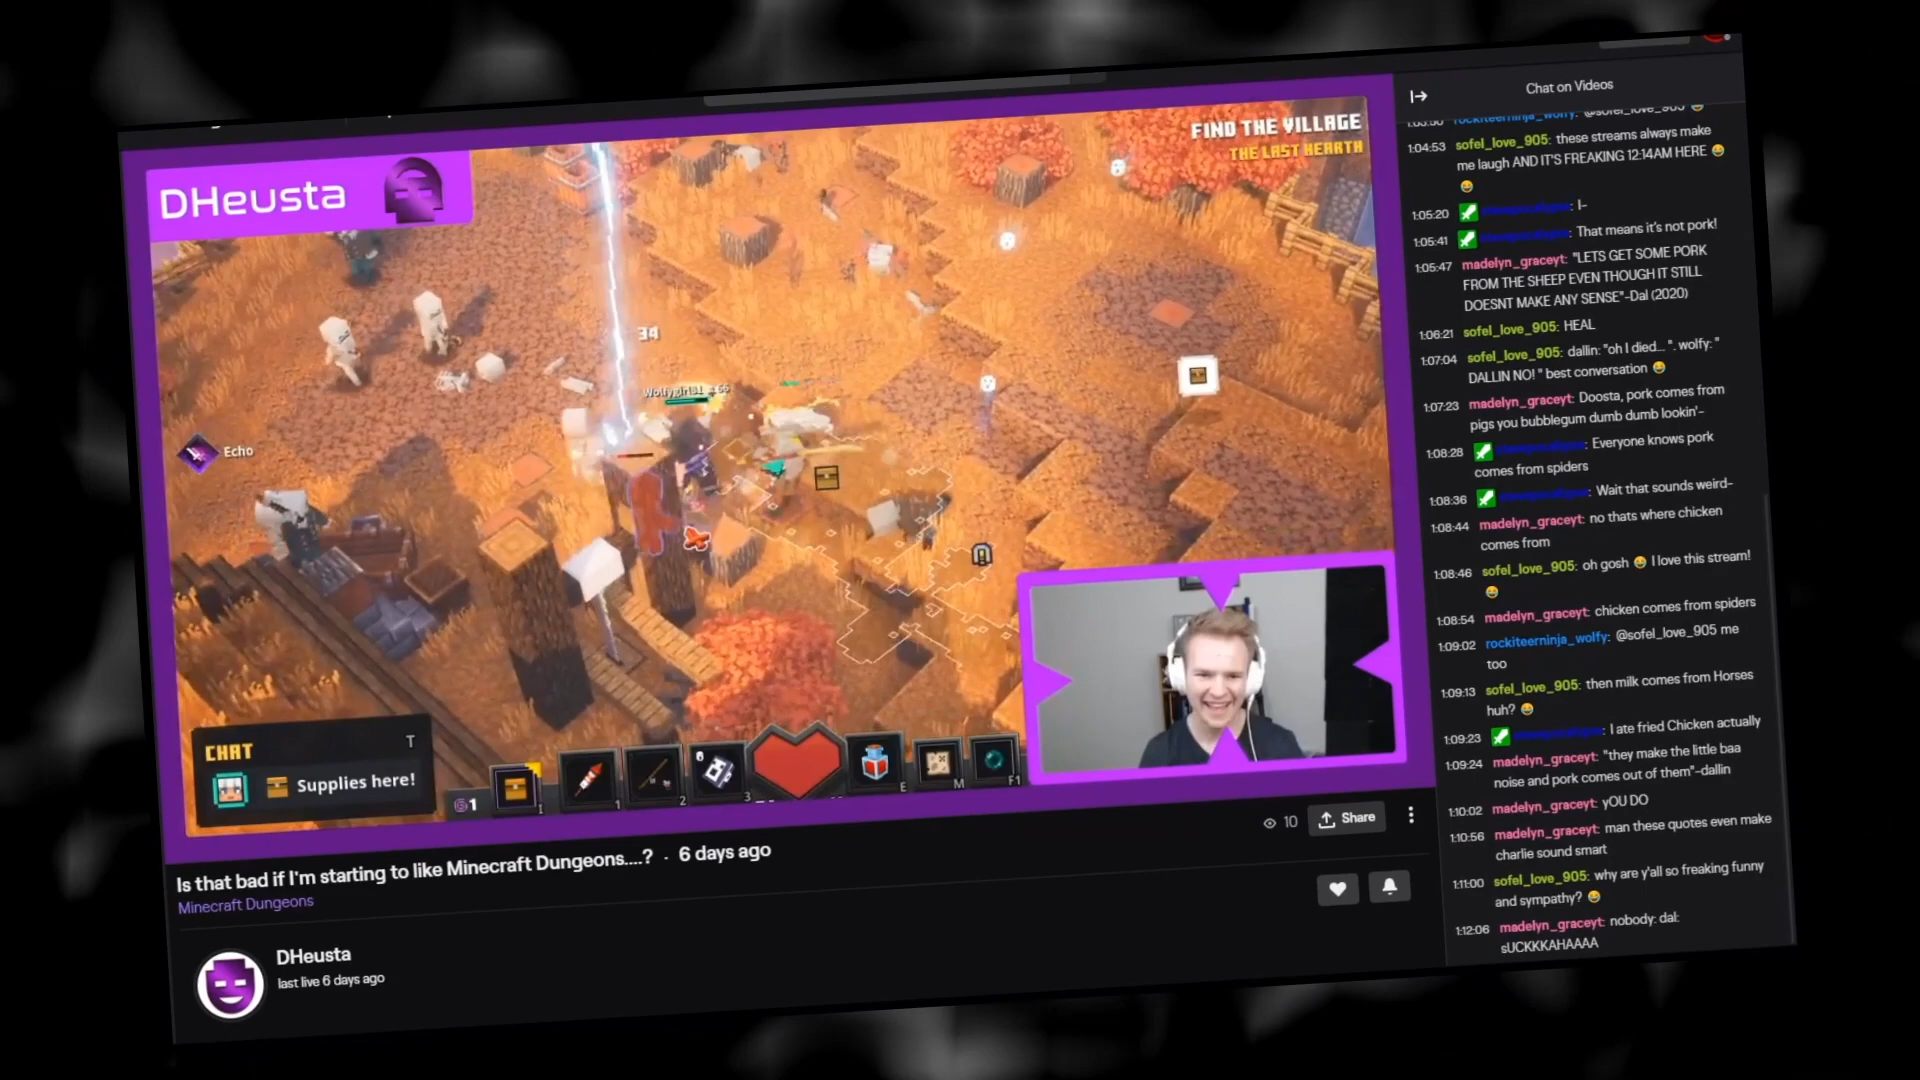 DHeusta
FIND THE VILLAGE
THE LAST HEARTH
34
Wolfygirl81
Echo
CHAT
T
Supplies here!
1
I
1
2
6
3
E
M
F1
10
Share
Is that bad if I'm starting to like Minecraft Dungeons....? · 6 days ago
Minecraft Dungeons
DHeusta
last live 6 days ago
Chat on Videos
1:03:50 rockiteerninja_wolfy: @sofel_love_905 😂
1:04:53 sofel_love_905: these streams always make
me laugh AND IT'S FREAKING 12:14AM HERE 😂
😂
1:05:20 : I-
1:05:41 : That means it's not pork!
1:05:47 madelyn_graceyt: "LETS GET SOME PORK
FROM THE SHEEP EVEN THOUGH IT STILL
DOESNT MAKE ANY SENSE"-Dal (2020)
1:06:21 sofel_love_905: HEAL
1:07:04 sofel_love_905: dallin: "oh I died... ". wolfy: "
DALLIN NO! " best conversation 😂
1:07:23 madelyn_graceyt: Doosta, pork comes from
pigs you bubblegum dumb dumb lookin'-
1:08:28 : Everyone knows pork
comes from spiders
1:08:36 : Wait that sounds weird-
1:08:44 madelyn_graceyt: no thats where chicken
comes from
1:08:46 sofel_love_905: oh gosh 😂 I love this stream!
😂
1:08:54 madelyn_graceyt: chicken comes from spiders
1:09:02 rockiteerninja_wolfy: @sofel_love_905 me
too
1:09:13 sofel_love_905: then milk comes from Horses
huh? 😂
1:09:23 : I ate fried Chicken actually
1:09:24 madelyn_graceyt: "they make the little baa
noise and pork comes out of them"-dallin
1:10:02 madelyn_graceyt: yOU DO
1:10:56 madelyn_graceyt: man these quotes even make
charlie sound smart
1:11:00 sofel_love_905: why are y'all so freaking funny
and sympathy? 😂
1:12:06 madelyn_graceyt: nobody: dal:
sUCKKKAHAAAA